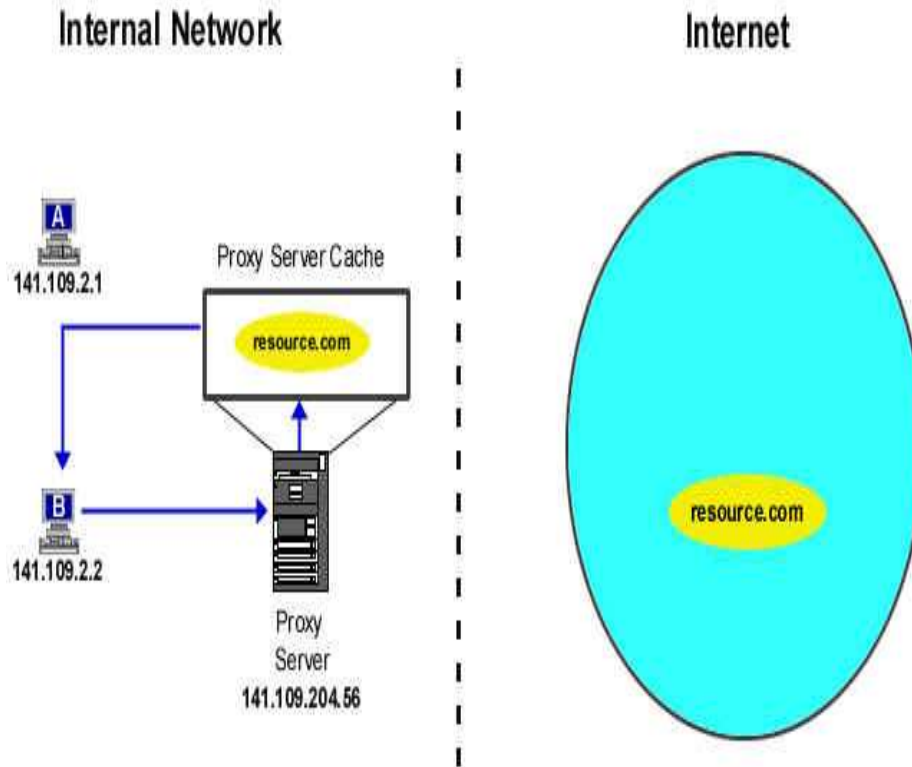 Internal Network
Internet
A
141.109.2.1
Proxy Server Cache
resource.com
B
141.109.2.2
Proxy
Server
141.109.204.56
resource.com